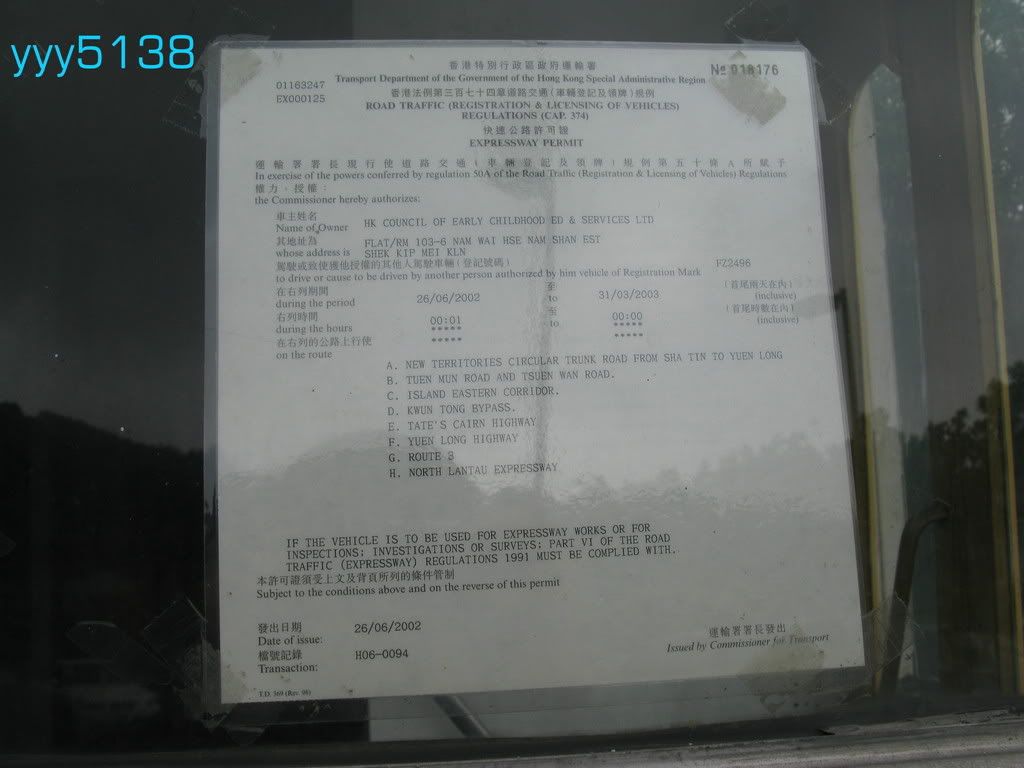 yyy5138
香港特別行政區政府運輸署
Transport Department of the Government of the Hong Kong Special Administrative Region
№ 018176
01163247
EX000125
香港法例第三百七十四章道路交通(車輛登記及領牌)規例
ROAD TRAFFIC (REGISTRATION & LICENSING OF VEHICLES)
REGULATIONS (CAP. 374)
快速公路許可證
EXPRESSWAY PERMIT
運輸署署長現行使道路交通(車輛登記及領牌)規例第五十條A所賦予
In exercise of the powers conferred by regulation 50A of the Road Traffic (Registration & Licensing of Vehicles) Regulations
權力,授權:
the Commissioner hereby authorizes:
車主姓名
Name of Owner HK COUNCIL OF EARLY CHILDHOOD ED & SERVICES LTD
其地址為 FLAT/RM 103-6 NAM WAI HSE NAM SHAN EST
whose address is SHEK KIP MEI KLN
駕駛或致使獲他授權的其他人駕駛車輛(登記號碼) FZ2496
to drive or cause to be driven by another person authorized by him vehicle of Registration Mark
在右列期間 至 (首尾兩天在內)
during the period 26/06/2002 to 31/03/2003 (inclusive)
右列時間 00:01 至 00:00 (首尾時數在內)
during the hours ***** to ***** (inclusive)
在右列的公路上行使 ***** *****
on the route
A. NEW TERRITORIES CIRCULAR TRUNK ROAD FROM SHA TIN TO YUEN LONG
B. TUEN MUN ROAD AND TSUEN WAN ROAD.
C. ISLAND EASTERN CORRIDOR.
D. KWUN TONG BYPASS.
E. TATE'S CAIRN HIGHWAY
F. YUEN LONG HIGHWAY
G. ROUTE 3
H. NORTH LANTAU EXPRESSWAY
IF THE VEHICLE IS TO BE USED FOR EXPRESSWAY WORKS OR FOR
INSPECTIONS; INVESTIGATIONS OR SURVEYS; PART VI OF THE ROAD
TRAFFIC (EXPRESSWAY) REGULATIONS 1991 MUST BE COMPLIED WITH.
本許可證須受上文及背頁所列的條件管制
Subject to the conditions above and on the reverse of this permit
發出日期 26/06/2002
Date of issue:
檔號記錄 H06-0094
Transaction:
運輸署署長發出
Issued by Commissioner for Transport
T.D. 369 (Rev. 98)